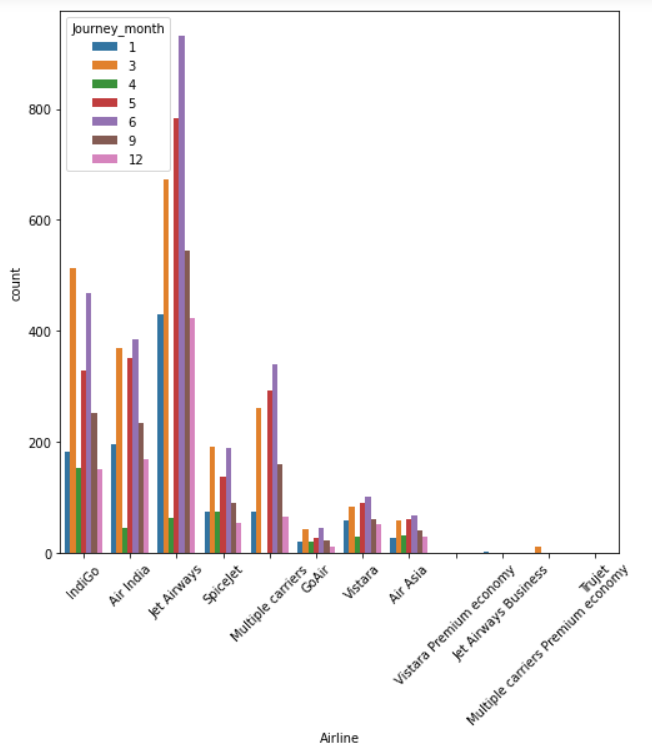 Journey_month
1
3
4
5
6
9
12
800
600
400
200
0
count
IndiGo
Air India
Jet Airways
SpiceJet
Multiple carriers
GoAir
Vistara
Air Asia
Vistara Premium economy
Jet Airways Business
Multiple carriers Premium economy
Trujet
Airline